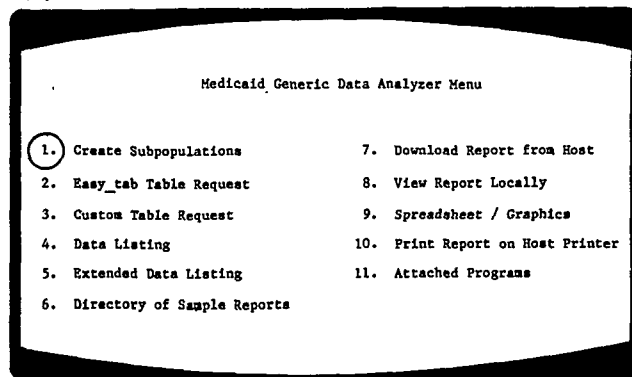 Medicaid Generic Data Analyzer Menu
1. Create Subpopulations
2. Easy_tab Table Request
3. Custom Table Request
4. Data Listing
5. Extended Data Listing
6. Directory of Sample Reports
7. Download Report from Host
8. View Report Locally
9. Spreadsheet / Graphics
10. Print Report on Host Printer
11. Attached Programs